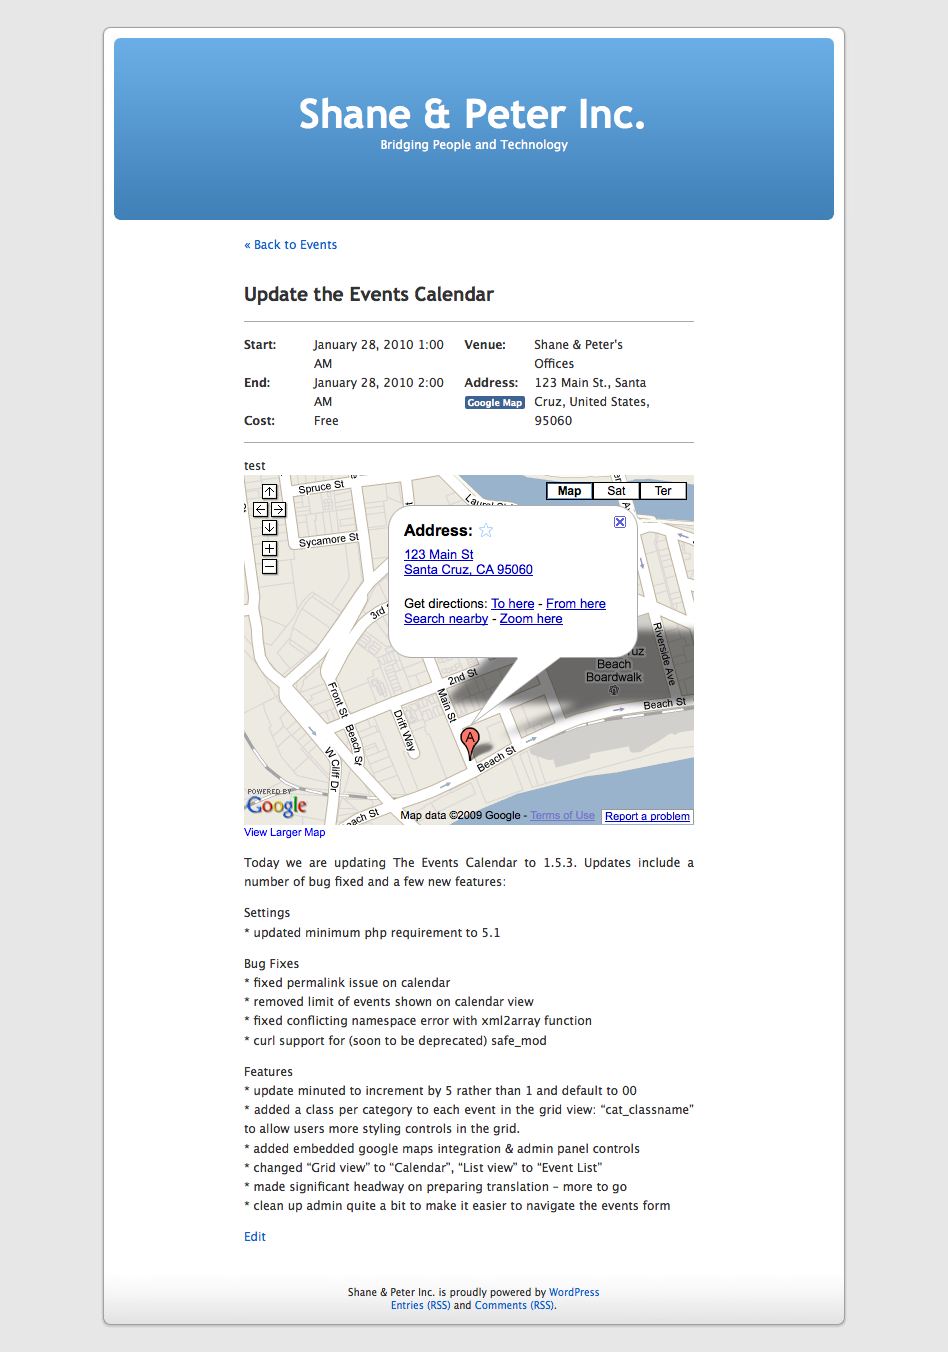 Shane & Peter Inc.
Bridging People and Technology
« Back to Events
Update the Events Calendar
Start: January 28, 2010 1:00 AM
End: January 28, 2010 2:00 AM
Cost: Free
Venue: Shane & Peter's Offices
Address: 123 Main St., Santa Cruz, United States, 95060
Google Map
test
Spruce St
Laurel St
Map
Sat
Ter
Sycamore St
Address:
123 Main St
Santa Cruz, CA 95060
Get directions: To here - From here
Search nearby - Zoom here
3rd
2nd St
Main St
Front St
Beach St
Drift Way
W Cliff Dr
Riverside Ave
uz
Beach
Boardwalk
Beach St
A
Beach St
each St
POWERED BY
Google
Map data ©2009 Google - Terms of Use
Report a problem
View Larger Map
Today we are updating The Events Calendar to 1.5.3. Updates include a
number of bug fixed and a few new features:
Settings
* updated minimum php requirement to 5.1
Bug Fixes
* fixed permalink issue on calendar
* removed limit of events shown on calendar view
* fixed conflicting namespace error with xml2array function
* curl support for (soon to be deprecated) safe_mod
Features
* update minuted to increment by 5 rather than 1 and default to 00
* added a class per category to each event in the grid view: “cat_classname”
to allow users more styling controls in the grid.
* added embedded google maps integration & admin panel controls
* changed “Grid view” to “Calendar”, “List view” to “Event List”
* made significant headway on preparing translation – more to go
* clean up admin quite a bit to make it easier to navigate the events form
Edit
Shane & Peter Inc. is proudly powered by WordPress
Entries (RSS) and Comments (RSS).